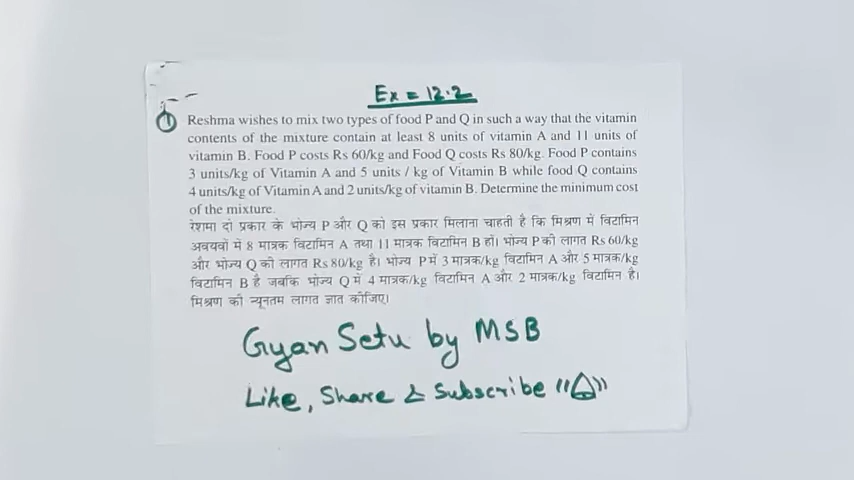 Ex = 12.2
① Reshma wishes to mix two types of food P and Q in such a way that the vitamin
contents of the mixture contain at least 8 units of vitamin A and 11 units of
vitamin B. Food P costs Rs 60/kg and Food Q costs Rs 80/kg. Food P contains
3 units/kg of Vitamin A and 5 units / kg of Vitamin B while food Q contains
4 units/kg of Vitamin A and 2 units/kg of vitamin B. Determine the minimum cost
of the mixture.
रेशमा दो प्रकार के भोज्य P और Q को इस प्रकार मिलाना चाहती है कि मिश्रण में विटामिन
अवयवों में 8 मात्रक विटामिन A तथा 11 मात्रक विटामिन B हों। भोज्य P की लागत Rs 60/kg
और भोज्य Q की लागत Rs 80/kg है। भोज्य P में 3 मात्रक/kg विटामिन A और 5 मात्रक/kg
विटामिन B है जबकि भोज्य Q में 4 मात्रक/kg विटामिन A और 2 मात्रक/kg विटामिन है।
मिश्रण की न्यूनतम लागत ज्ञात कीजिए।
Gyan Setu by MSB
Like, Share & Subscribe